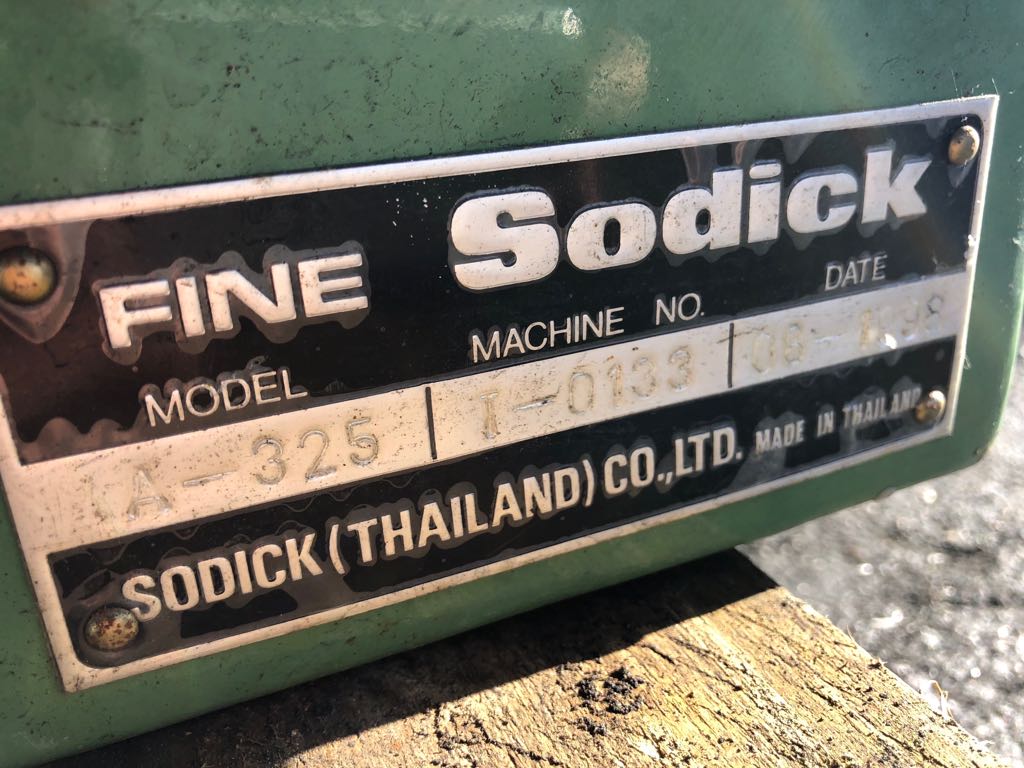 FINE Sodick
MODEL MACHINE NO. DATE
A-325 T-0133
SODICK (THAILAND) CO.,LTD. MADE IN THAILAND